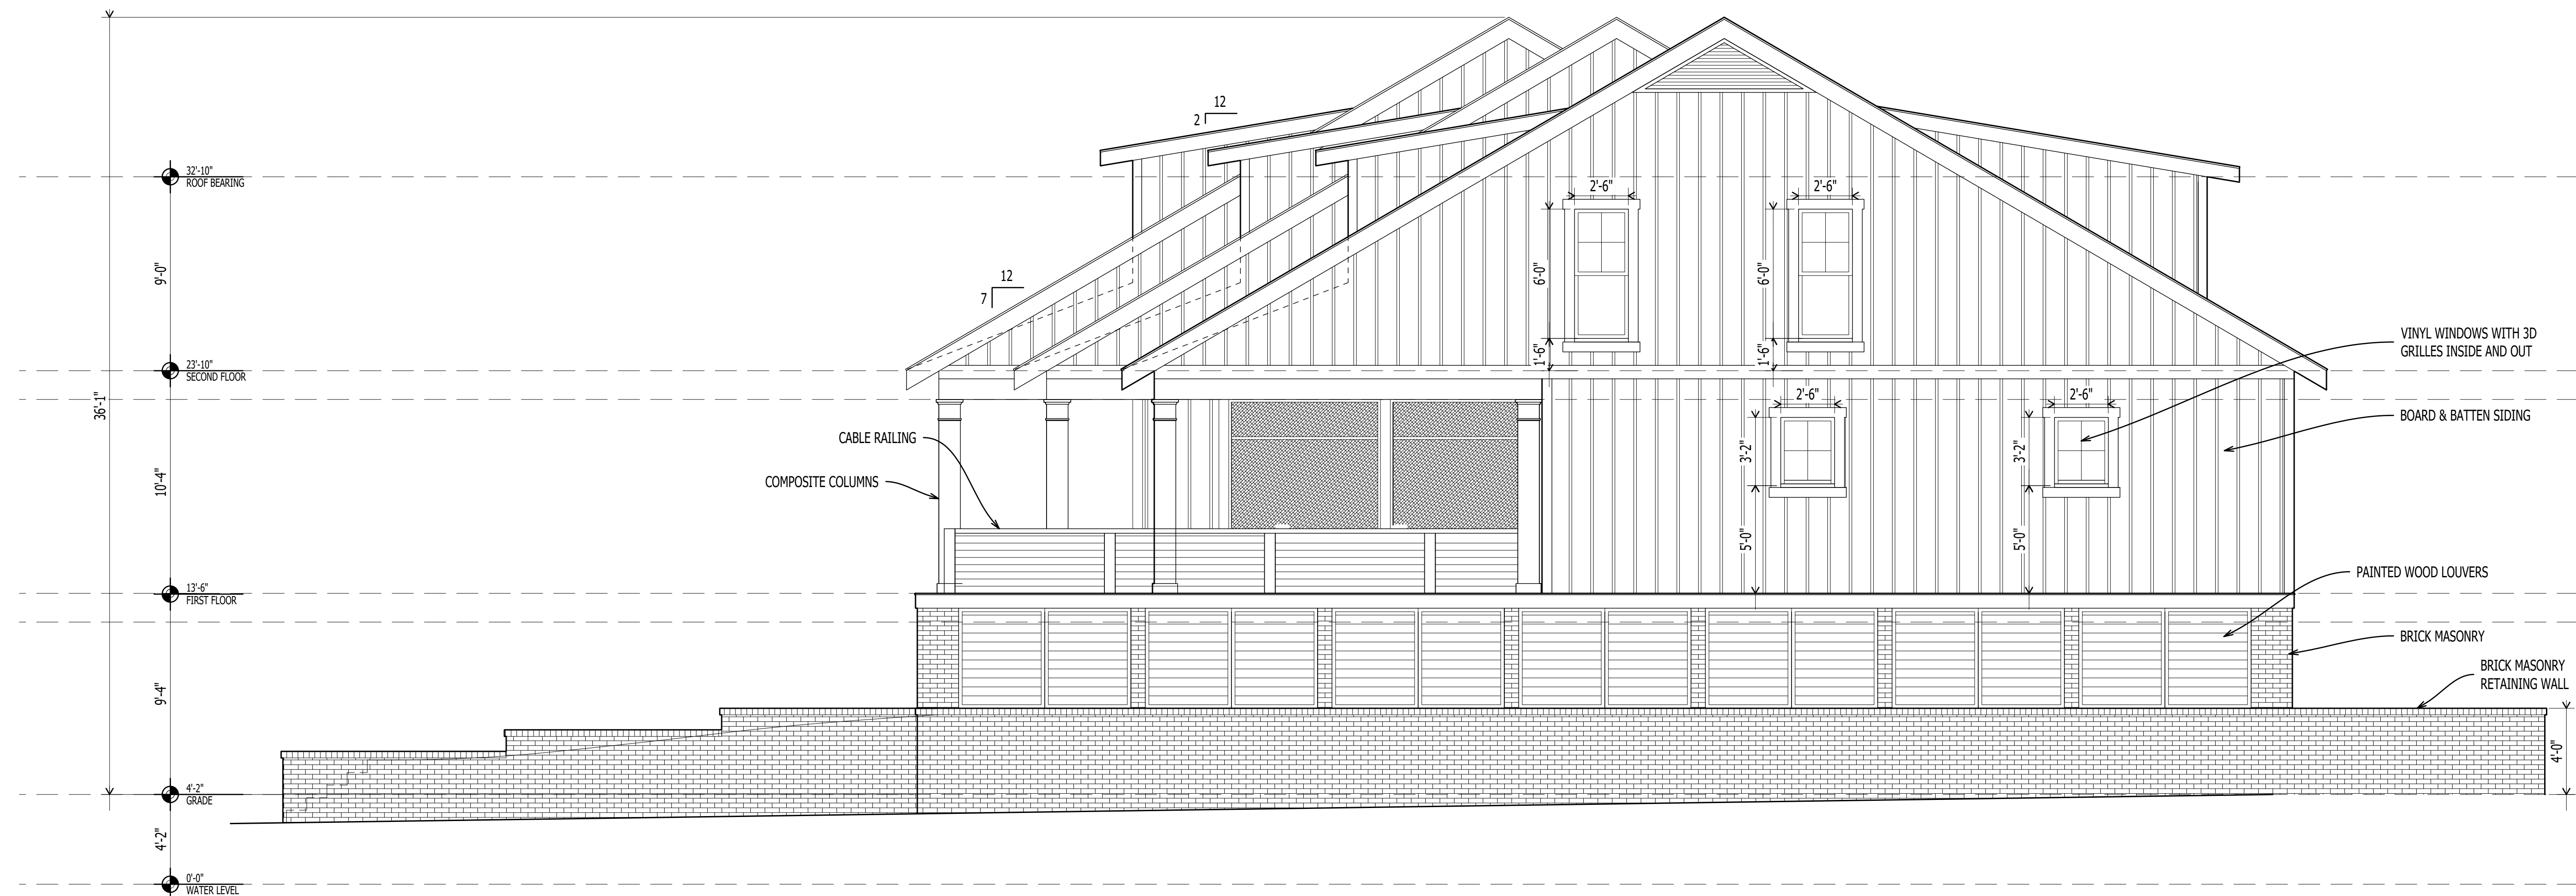 36'-1"
32'-10"
ROOF BEARING
9'-0"
23'-10"
SECOND FLOOR
10'-4"
13'-6"
FIRST FLOOR
9'-4"
4'-2"
GRADE
4'-2"
0'-0"
WATER LEVEL
12
2
12
7
CABLE RAILING
COMPOSITE COLUMNS
2'-6"
6'-0"
1'-6"
2'-6"
6'-0"
1'-6"
2'-6"
3'-2"
5'-0"
2'-6"
3'-2"
5'-0"
VINYL WINDOWS WITH 3D
GRILLES INSIDE AND OUT
BOARD & BATTEN SIDING
PAINTED WOOD LOUVERS
BRICK MASONRY
BRICK MASONRY
RETAINING WALL
4'-0"